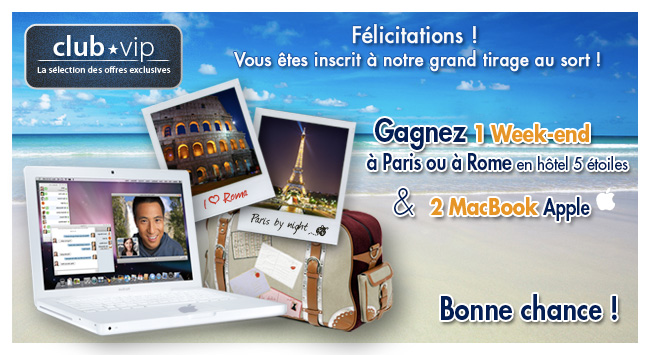 club★vip
La sélection des offres exclusives
Félicitations !
Vous êtes inscrit à notre grand tirage au sort !
Gagnez 1 Week-end
à Paris ou à Rome en hôtel 5 étoiles
& 2 MacBook Apple
I ♡ Rome
Paris by night...
Bonne chance !